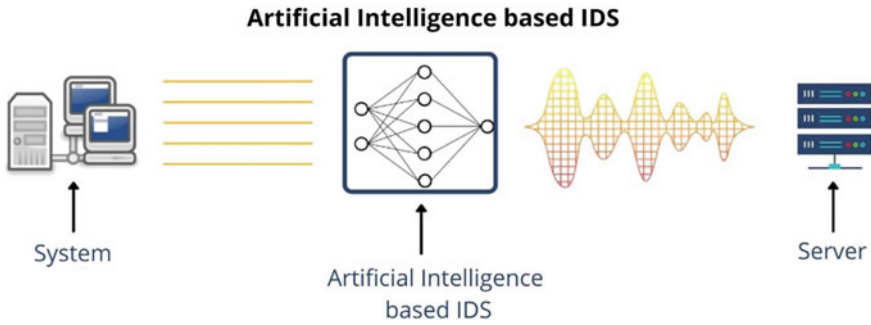 Artificial Intelligence based IDS
System
Artificial Intelligence
based IDS
Server